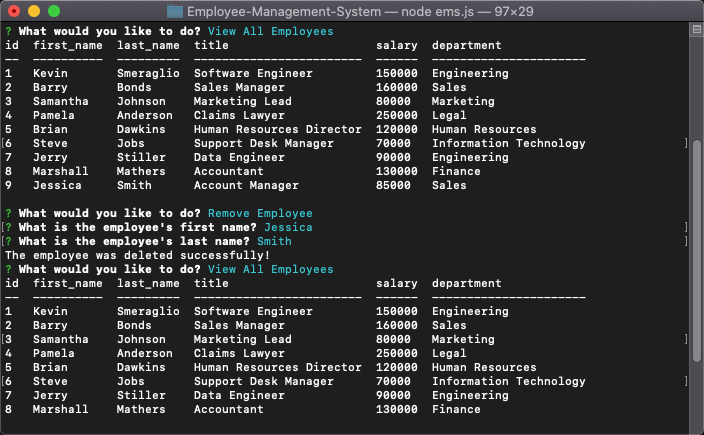 Employee-Management-System — node ems.js — 97×29
? What would you like to do? View All Employees
id  first_name  last_name  title                     salary  department
--  ----------  ---------  ------------------------  ------  ----------------------
1   Kevin       Smeraglio  Software Engineer         150000  Engineering
2   Barry       Bonds      Sales Manager             160000  Sales
3   Samantha    Johnson    Marketing Lead            80000   Marketing
4   Pamela      Anderson   Claims Lawyer             250000  Legal
5   Brian       Dawkins    Human Resources Director  120000  Human Resources
[6   Steve       Jobs       Support Desk Manager      70000   Information Technology ]
7   Jerry       Stiller    Data Engineer             90000   Engineering
8   Marshall    Mathers    Accountant                130000  Finance
9   Jessica     Smith      Account Manager           85000   Sales
? What would you like to do? Remove Employee
[? What is the employee's first name? Jessica ]
[? What is the employee's last name? Smith ]
The employee was deleted successfully!
? What would you like to do? View All Employees
id  first_name  last_name  title                     salary  department
--  ----------  ---------  ------------------------  ------  ----------------------
1   Kevin       Smeraglio  Software Engineer         150000  Engineering
2   Barry       Bonds      Sales Manager             160000  Sales
[3   Samantha    Johnson    Marketing Lead            80000   Marketing ]
4   Pamela      Anderson   Claims Lawyer             250000  Legal
5   Brian       Dawkins    Human Resources Director  120000  Human Resources
[6   Steve       Jobs       Support Desk Manager      70000   Information Technology ]
7   Jerry       Stiller    Data Engineer             90000   Engineering
8   Marshall    Mathers    Accountant                130000  Finance